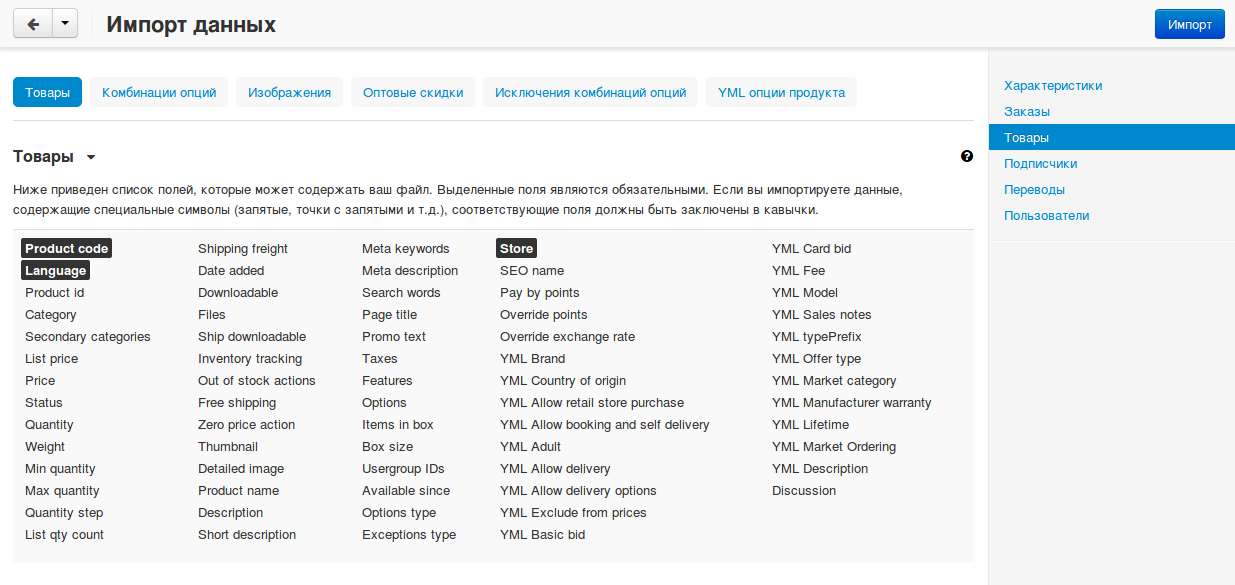 Импорт данных
Импорт
Товары
Комбинации опций
Изображения
Оптовые скидки
Исключения комбинаций опций
YML опции продукта
Товары
Ниже приведен список полей, которые может содержать ваш файл. Выделенные поля являются обязательными. Если вы импортируете данные,
содержащие специальные символы (запятые, точки с запятыми и т.д.), соответствующие поля должны быть заключены в кавычки.
Product code
Language
Product id
Category
Secondary categories
List price
Price
Status
Quantity
Weight
Min quantity
Max quantity
Quantity step
List qty count
Shipping freight
Date added
Downloadable
Files
Ship downloadable
Inventory tracking
Out of stock actions
Free shipping
Zero price action
Thumbnail
Detailed image
Product name
Description
Short description
Meta keywords
Meta description
Search words
Page title
Promo text
Taxes
Features
Options
Items in box
Box size
Usergroup IDs
Available since
Options type
Exceptions type
Store
SEO name
Pay by points
Override points
Override exchange rate
YML Brand
YML Country of origin
YML Allow retail store purchase
YML Allow booking and self delivery
YML Adult
YML Allow delivery
YML Allow delivery options
YML Exclude from prices
YML Basic bid
YML Card bid
YML Fee
YML Model
YML Sales notes
YML typePrefix
YML Offer type
YML Market category
YML Manufacturer warranty
YML Lifetime
YML Market Ordering
YML Description
Discussion
Характеристики
Заказы
Товары
Подписчики
Переводы
Пользователи